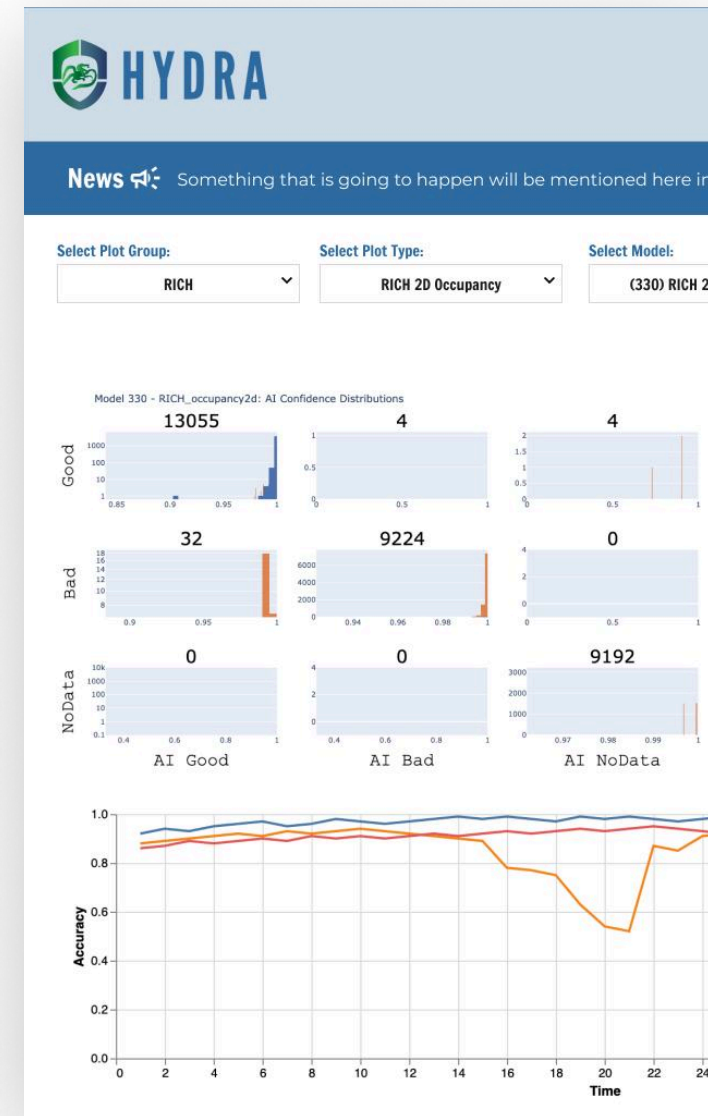 HYDRA
News Something that is going to happen will be mentioned here in
Select Plot Group: Select Plot Type: Select Model:
RICH RICH 2D Occupancy (330) RICH 2
Model 330 - RICH_occupancy2d: AI Confidence Distributions
13055 4 4
Good
1000
100
10
1
0.85 0.9 0.95 1
1
0.5
0
0.5 1
2
1.5
1
0.5
0
0.5 1
32 9224 0
Bad
18
16
14
12
10
8
0.9 0.95 1
6000
4000
2000
0
0.94 0.96 0.98 1
4
2
0
0 0.5 1
0 0 9192
NoData
10k
1000
100
10
1
0.1
0.4 0.6 0.8 1
4
2
0
0.4 0.6 0.8 1
3000
2000
1000
0
0.97 0.98 0.99 1
AI Good AI Bad AI NoData
Accuracy
1.0
0.8
0.6
0.4
0.2
0.0
0 2 4 6 8 10 12 14 16 18 20 22 24
Time